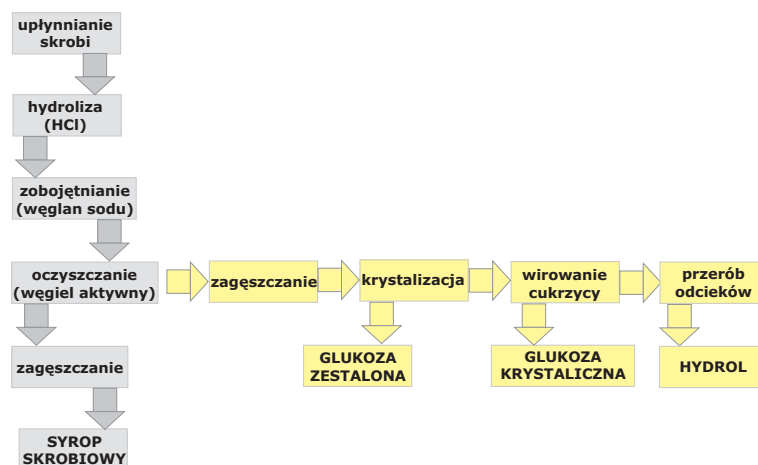 upłynnianie
skrobi
hydroliza
(HCl)
zobojętnianie
(węglan sodu)
oczyszczanie
(węgiel aktywny)
zagęszczanie
krystalizacja
wirowanie
cukrzycy
przerób
odcieków
zagęszczanie
GLUKOZA
ZESTALONA
GLUKOZA
KRYSTALICZNA
HYDROL
SYROP
SKROBIOWY